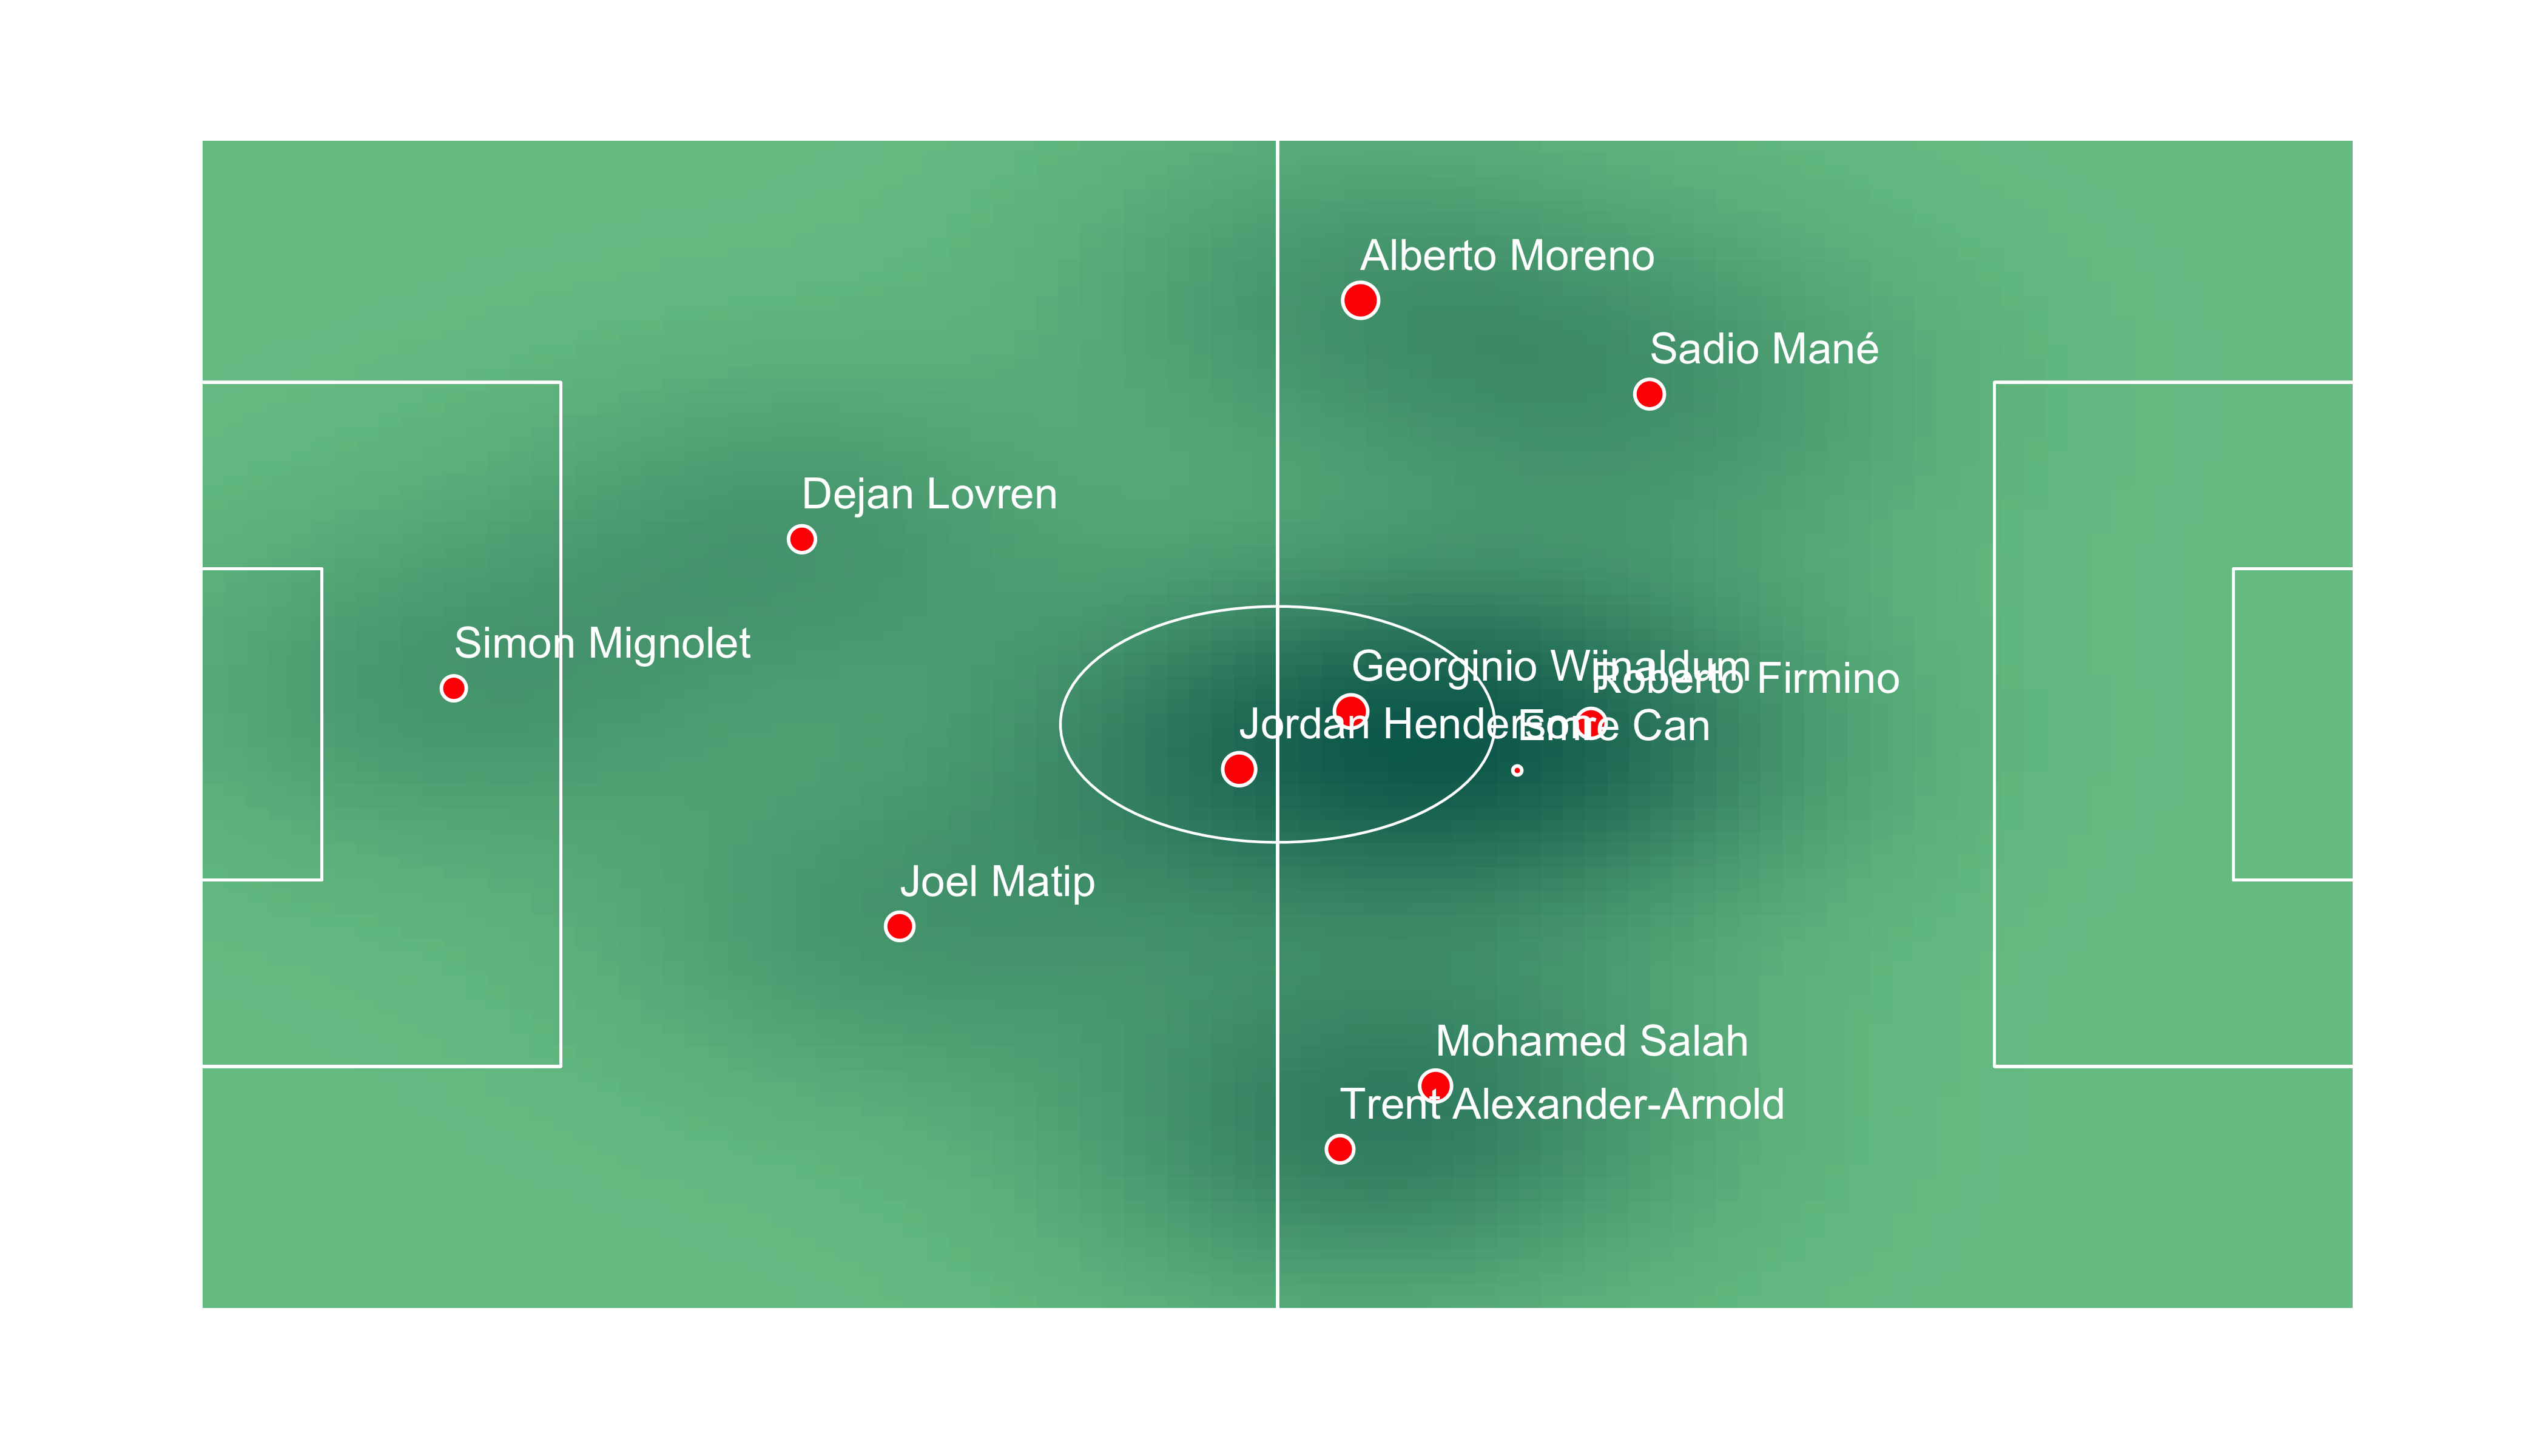 Alberto Moreno
Sadio Mané
Dejan Lovren
Simon Mignolet
Georginio Wijnaldum
Roberto Firmino
Jordan Henderson
Emre Can
Joel Matip
Mohamed Salah
Trent Alexander-Arnold